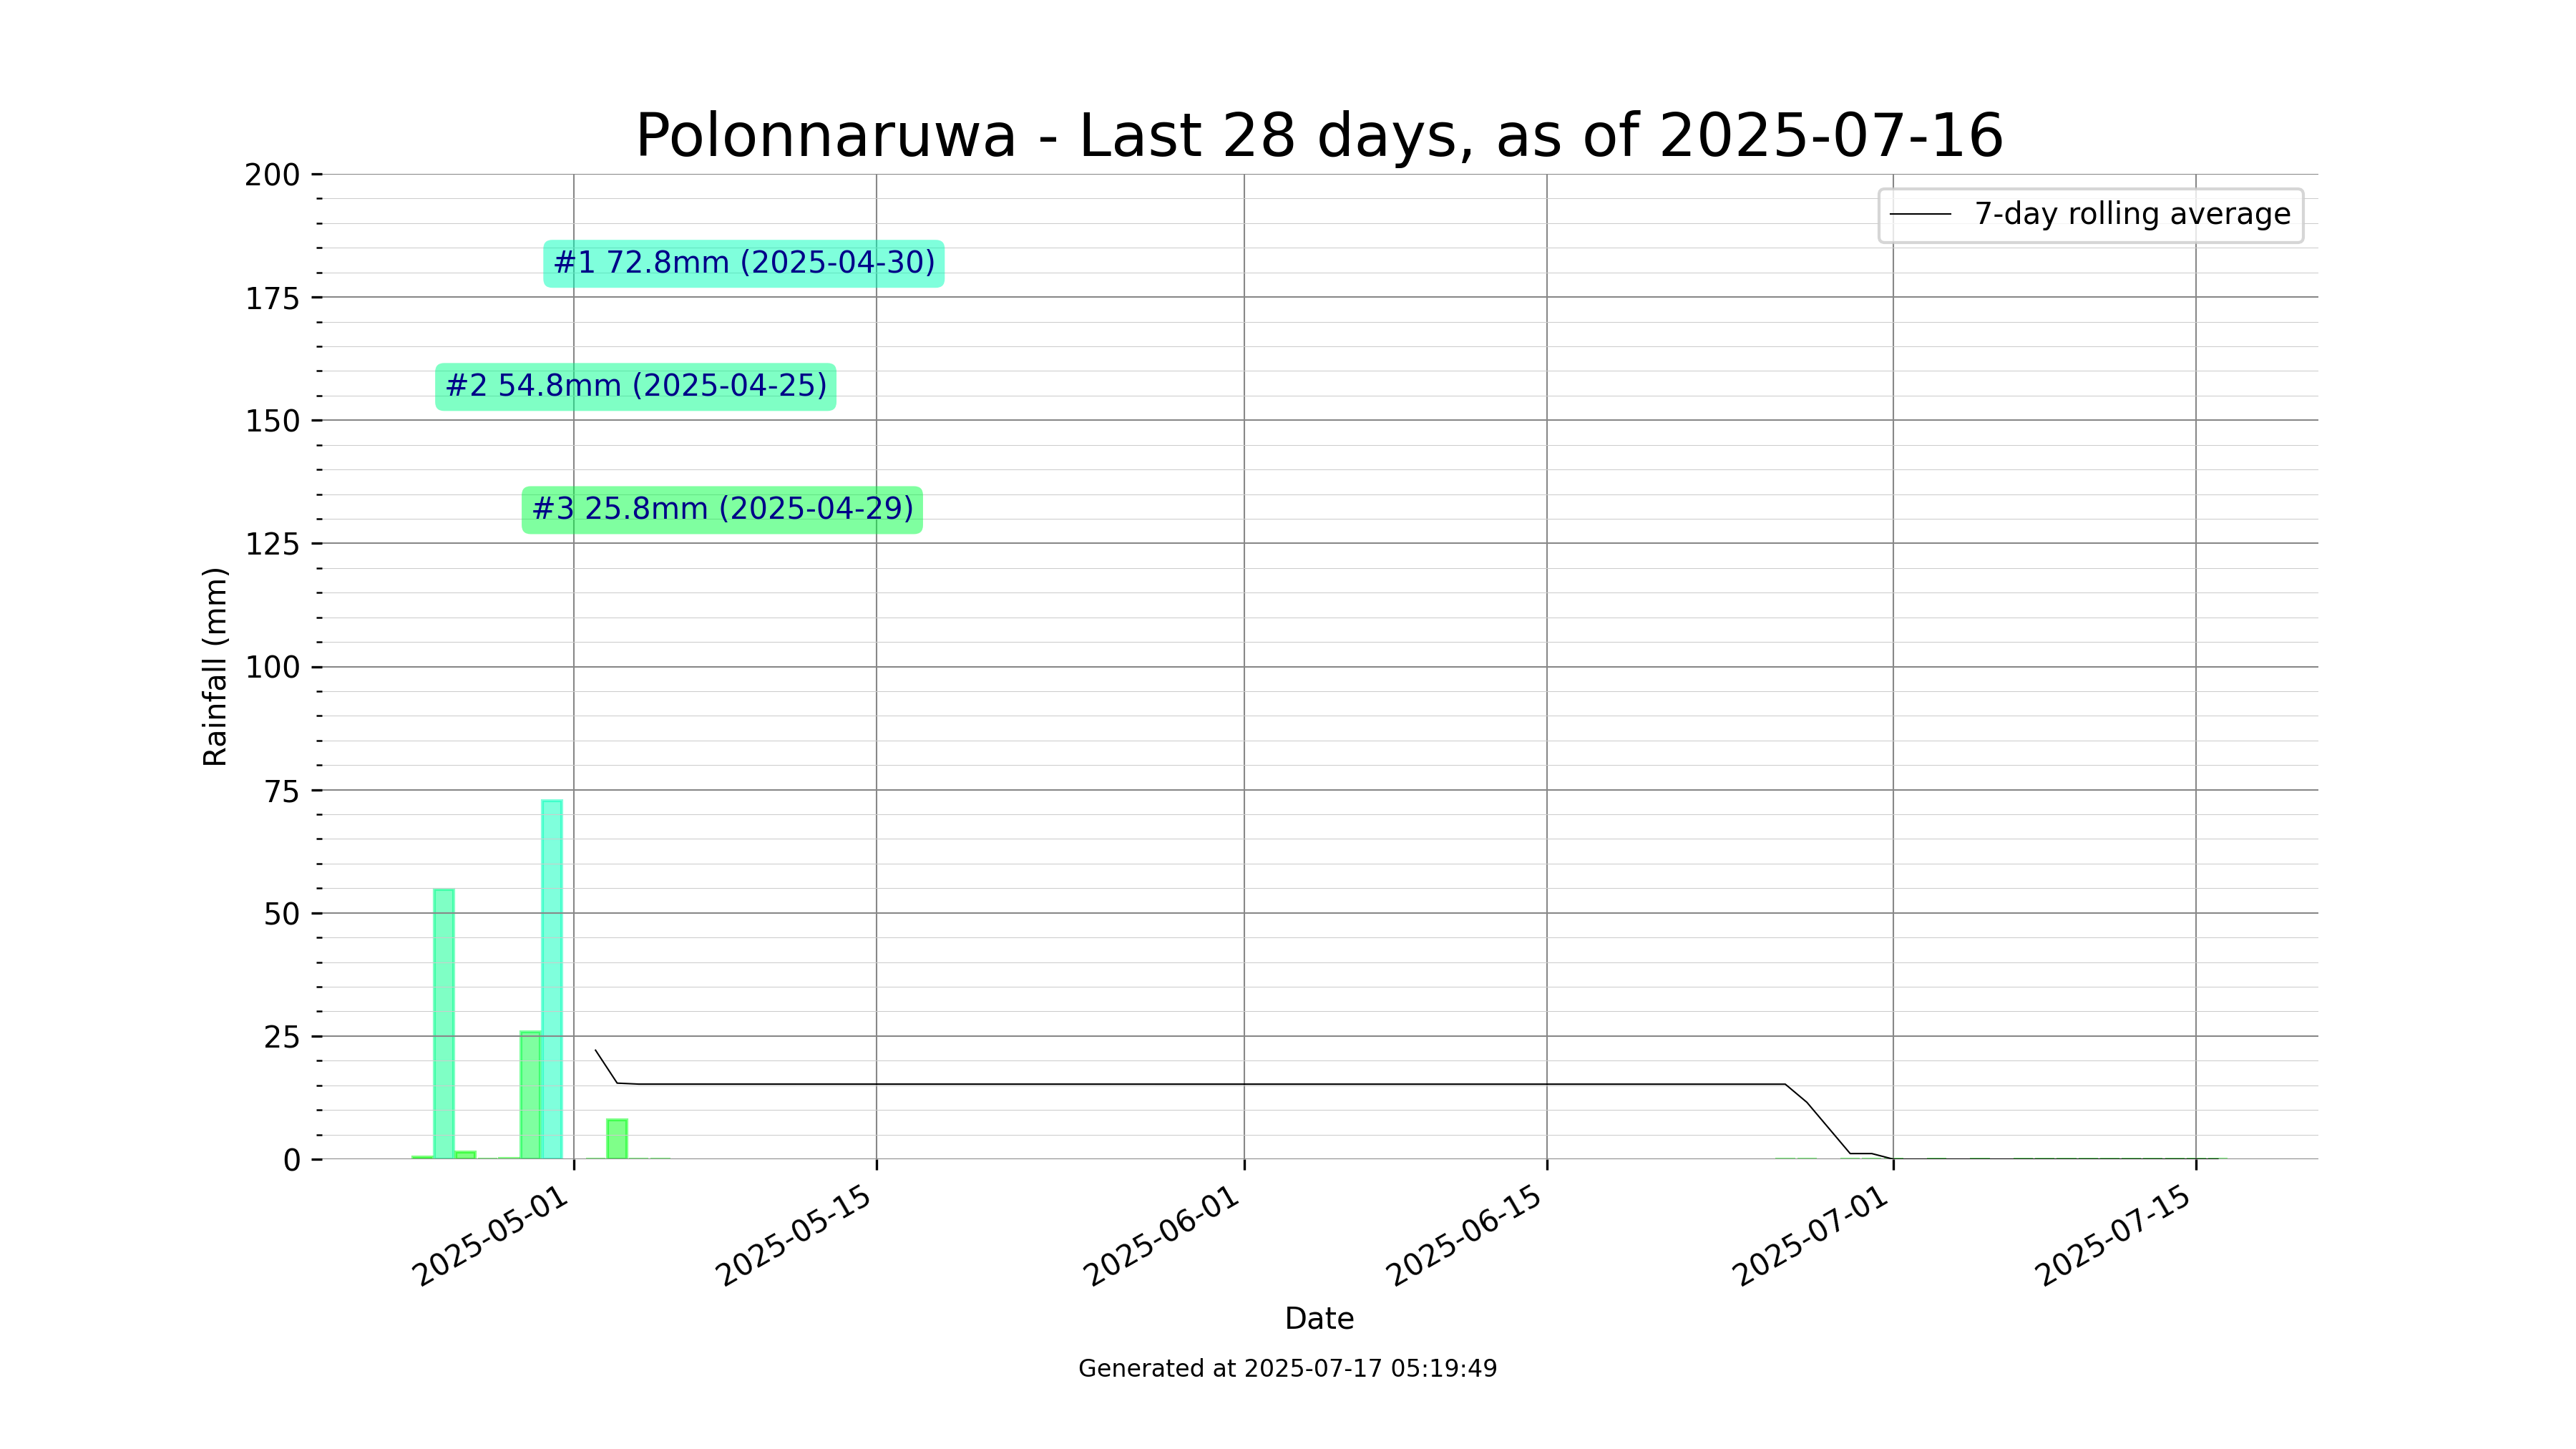 Polonnaruwa - Last 28 days, as of 2025-07-16
200
175
150
125
100
75
50
25
0
Rainfall (mm)
7-day rolling average
#1 72.8mm (2025-04-30)
#2 54.8mm (2025-04-25)
#3 25.8mm (2025-04-29)
2025-05-01
2025-05-15
2025-06-01
2025-06-15
2025-07-01
2025-07-15
Date
Generated at 2025-07-17 05:19:49